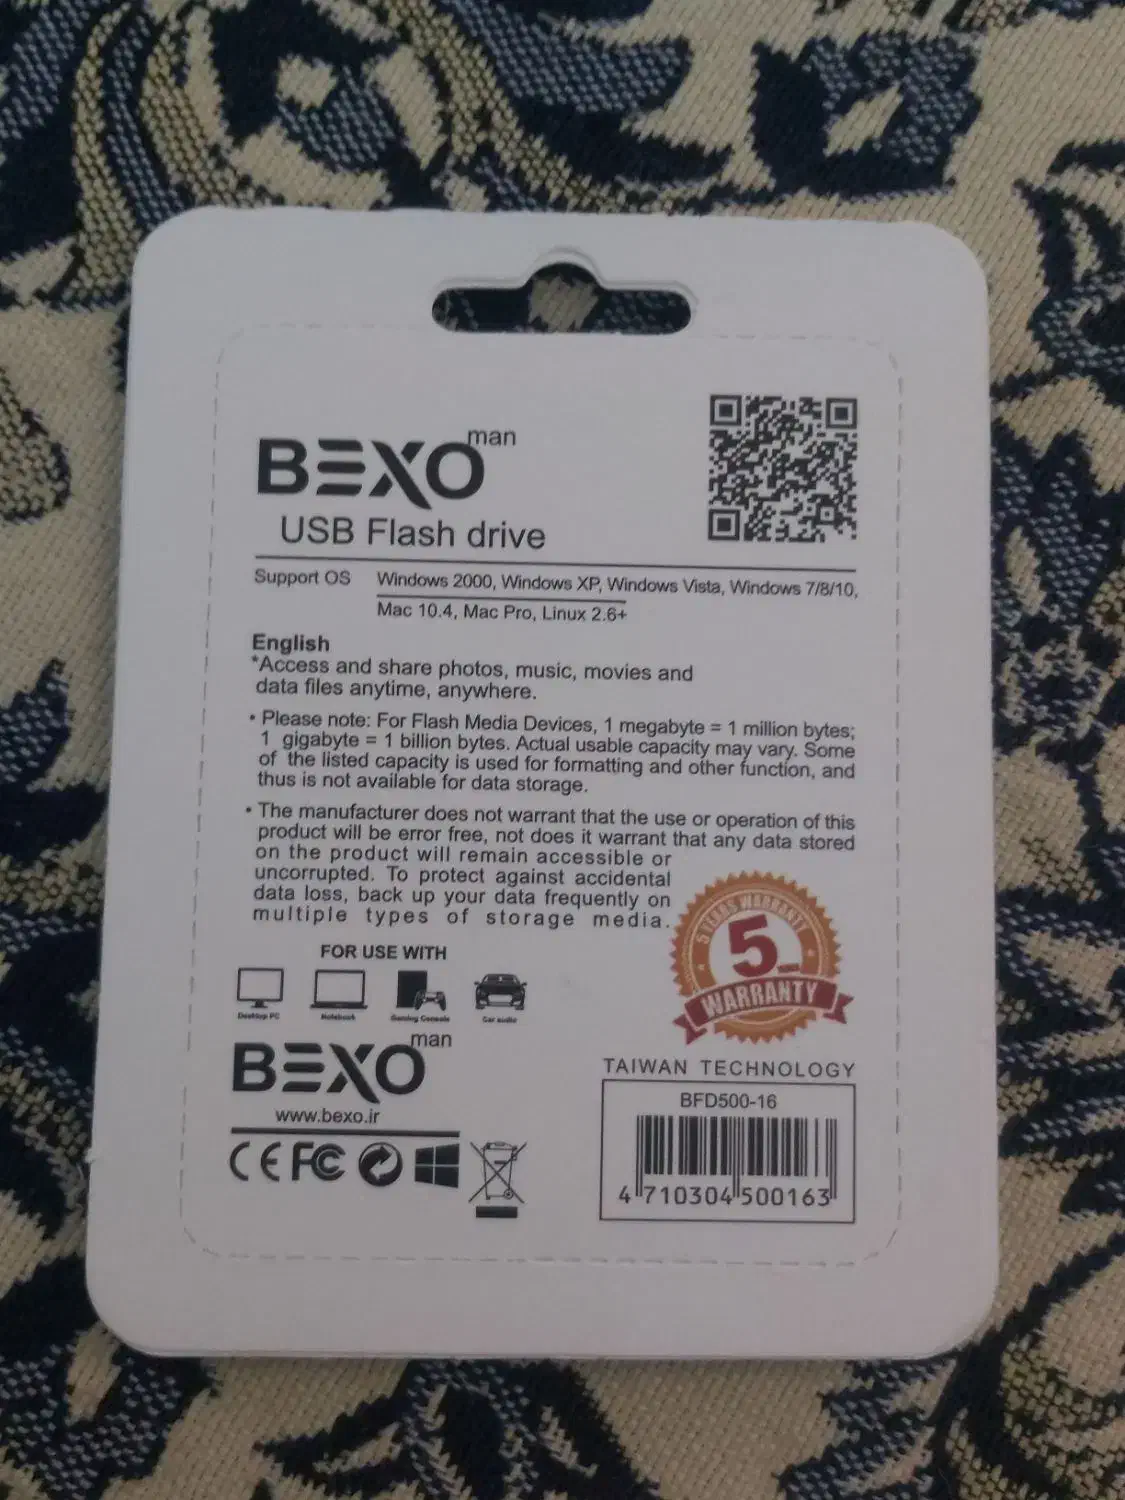 BEXO man
USB Flash drive
Support OS Windows 2000, Windows XP, Windows Vista, Windows 7/8/10,
Mac 10.4, Mac Pro, Linux 2.6+
English
*Access and share photos, music, movies and
data files anytime, anywhere.
• Please note: For Flash Media Devices, 1 megabyte = 1 million bytes;
1 gigabyte = 1 billion bytes. Actual usable capacity may vary. Some
of the listed capacity is used for formatting and other function, and
thus is not available for data storage.
• The manufacturer does not warrant that the use or operation of this
product will be error free, not does it warrant that any data stored
on the product will remain accessible or
uncorrupted. To protect against accidental
data loss, back up your data frequently on
multiple types of storage media.
5 YEARS WARRANTY
5
WARRANTY
FOR USE WITH
Desktop PC Notebook Gaming Console Car audio
BEXO man
www.bexo.ir
CE FC
TAIWAN TECHNOLOGY
BFD500-16
4 710304 500163